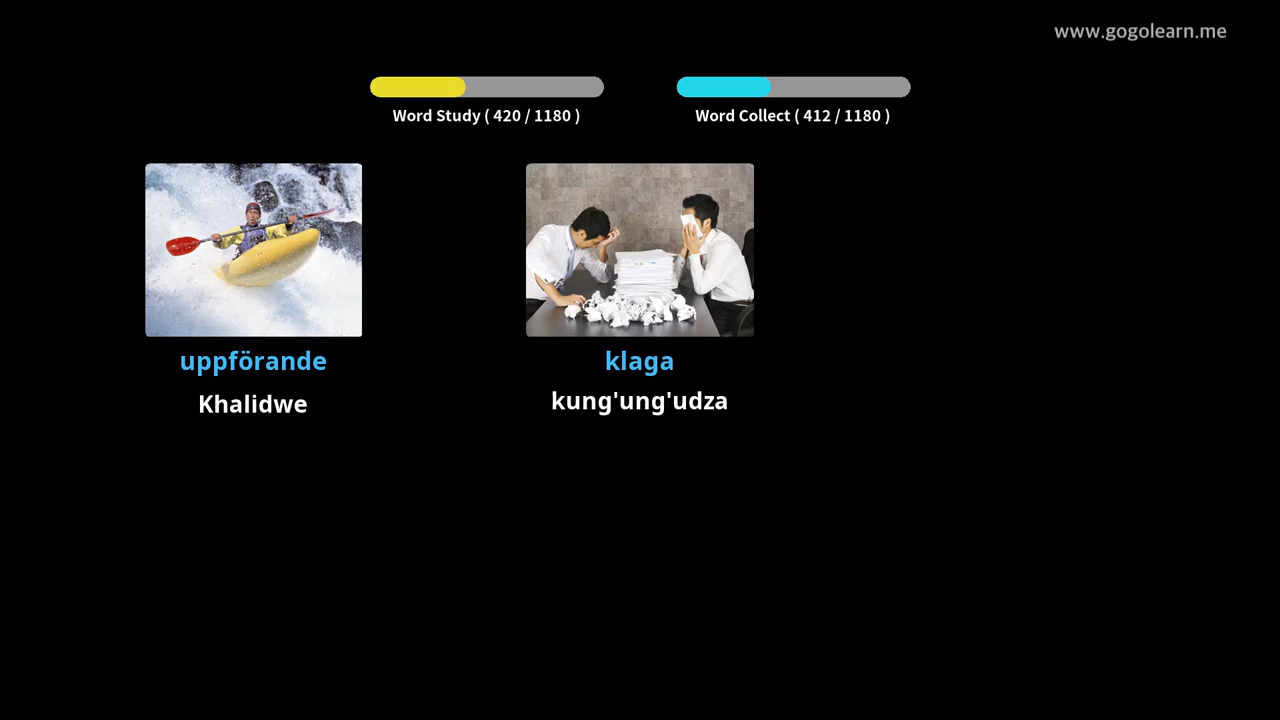 www.gogolearn.me
Word Study ( 420 / 1180 )
Word Collect ( 412 / 1180 )
uppförande
Khalidwe
klaga
kung'ung'udza